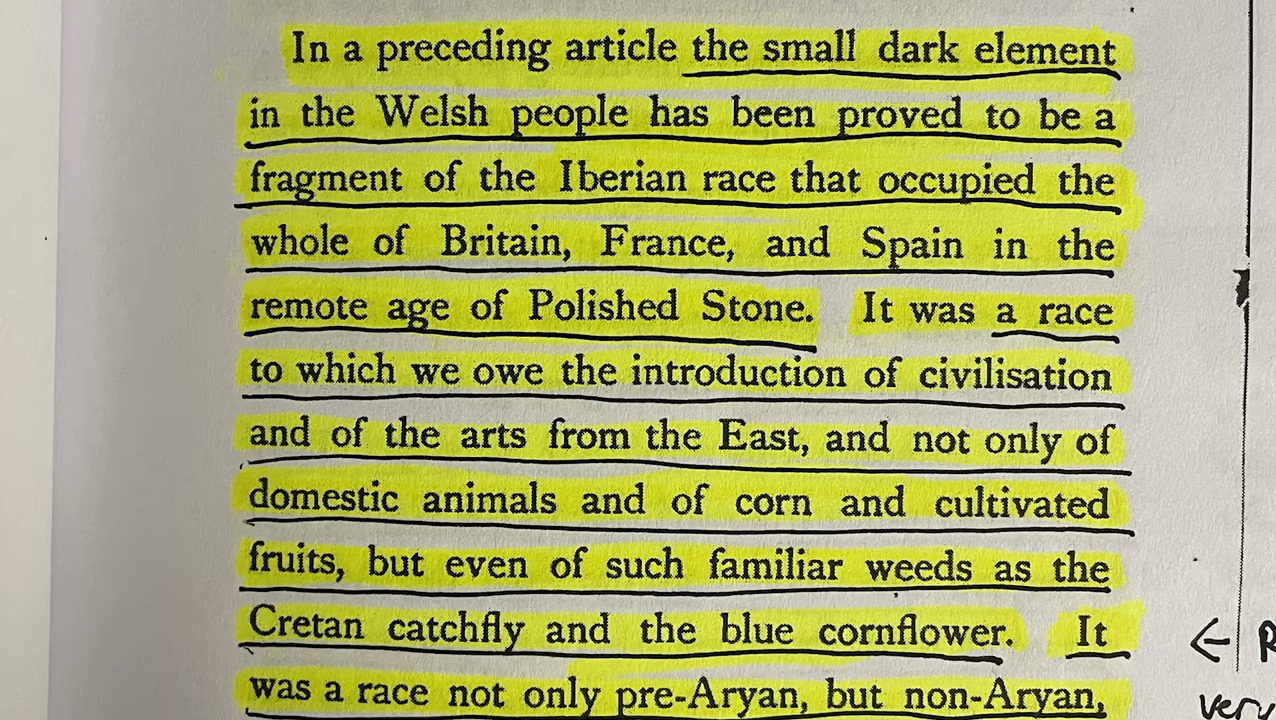 In a preceding article the small dark element
in the Welsh people has been proved to be a
fragment of the Iberian race that occupied the
whole of Britain, France, and Spain in the
remote age of Polished Stone. It was a race
to which we owe the introduction of civilisation
and of the arts from the East, and not only of
domestic animals and of corn and cultivated
fruits, but even of such familiar weeds as the
Cretan catchfly and the blue cornflower. It
was a race not only pre-Aryan, but non-Aryan,
← R
very